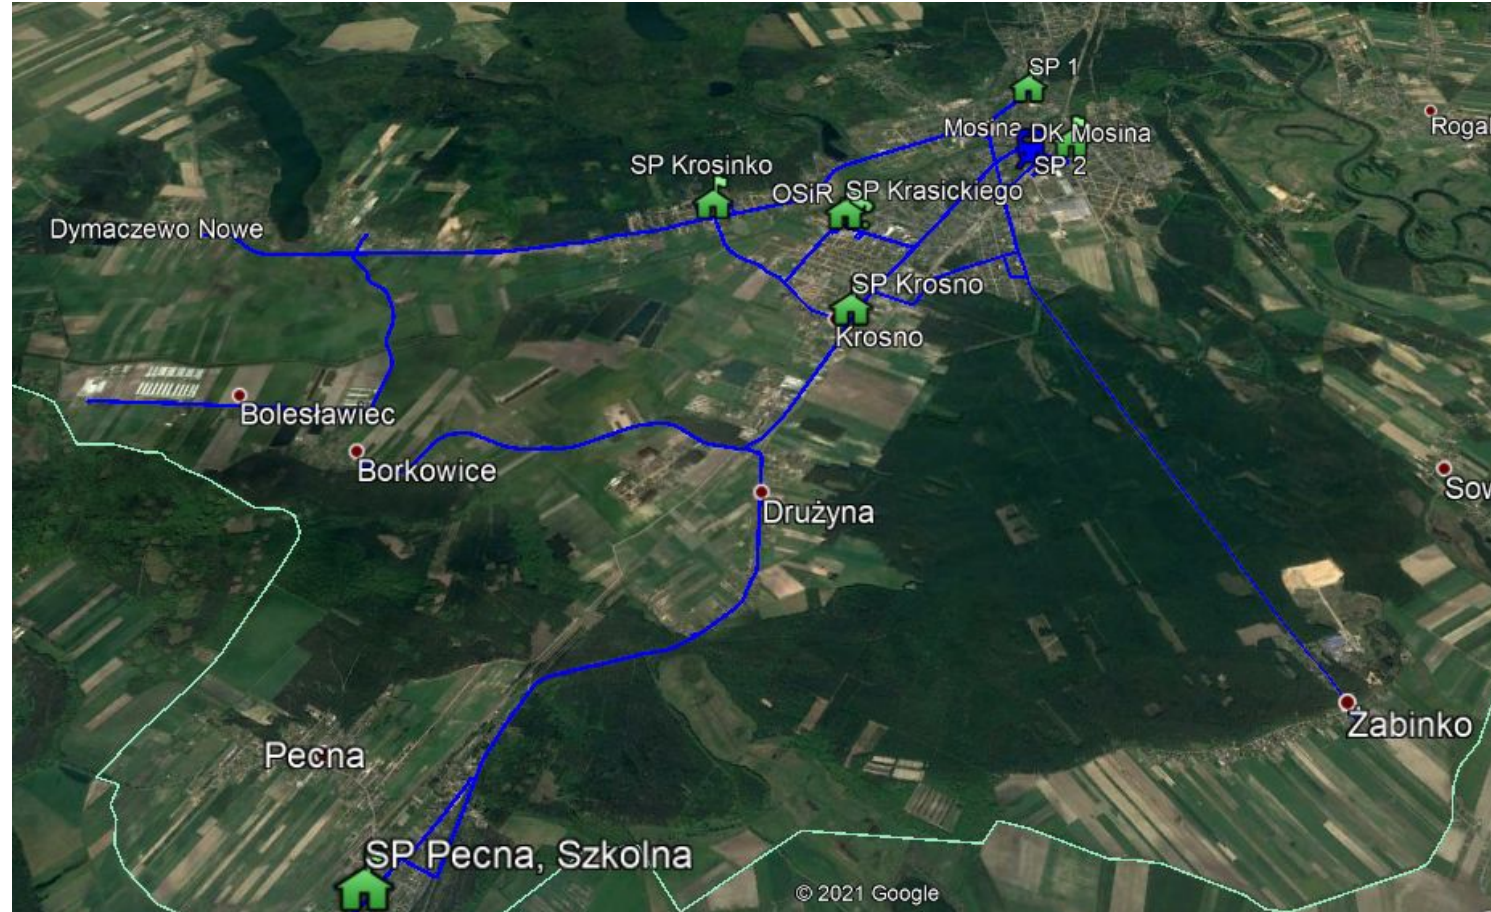 SP 1
Mosina
DK Mosina
Rogal
SP 2
SP Krosinko
OSiR
SP Krasickiego
Dymaczewo Nowe
SP Krosno
Krosno
Bolesławiec
Borkowice
Sow
Drużyna
Żabinko
Pecna
SP Pecna, Szkolna
© 2021 Google